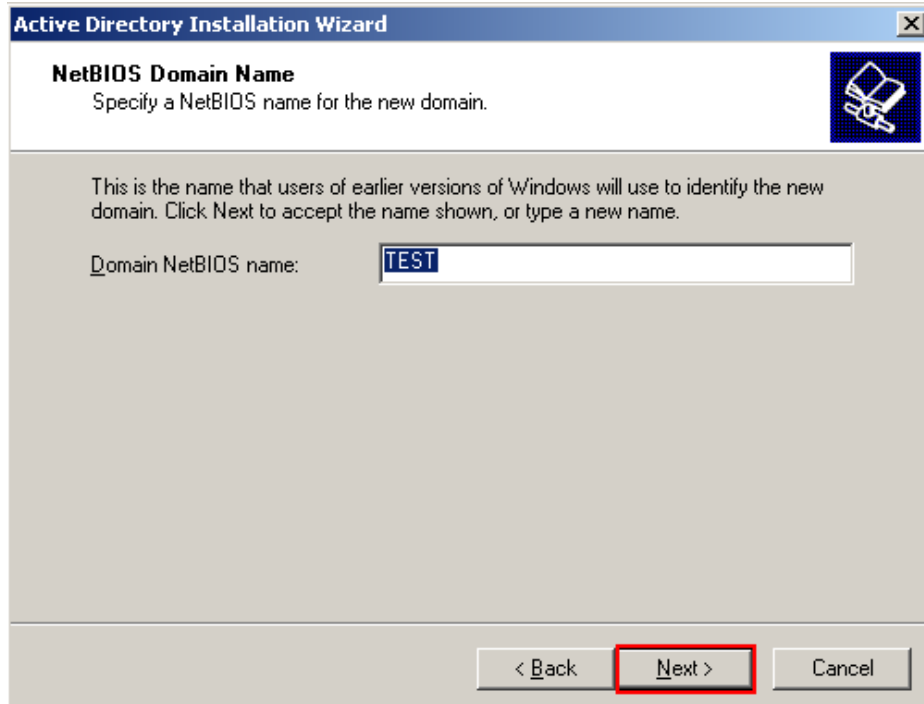 Active Directory Installation Wizard
NetBIOS Domain Name
Specify a NetBIOS name for the new domain.
This is the name that users of earlier versions of Windows will use to identify the new
domain. Click Next to accept the name shown, or type a new name.
Domain NetBIOS name: TEST
< Back Next > Cancel